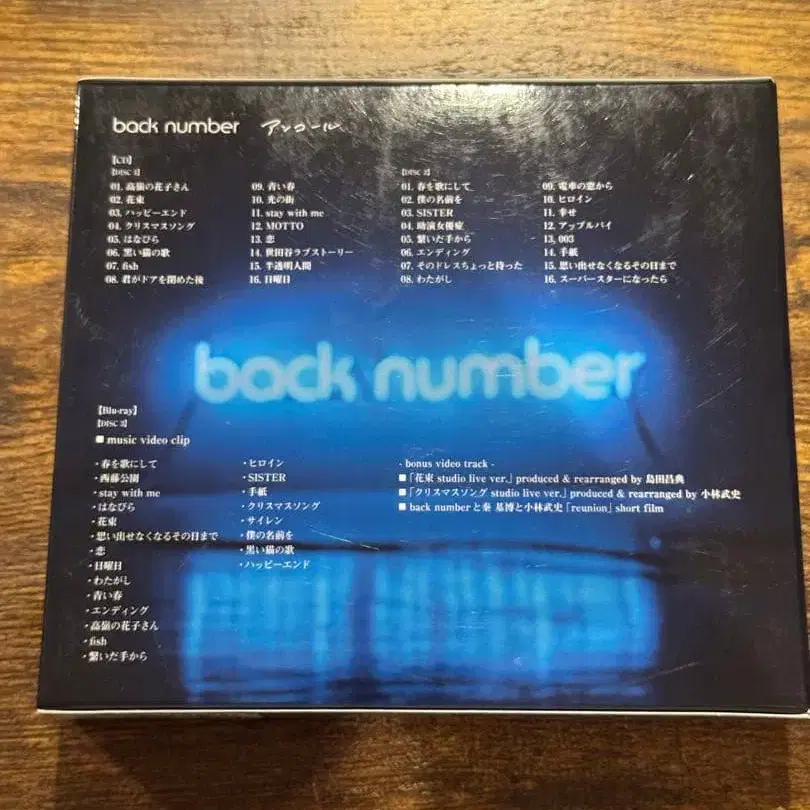 back number アンコール
【CD】
【DISC 1】
01. 高嶺の花子さん
02. 花束
03. ハッピーエンド
04. クリスマスソング
05. はなびら
06. 黒い猫の歌
07. fish
08. 君がドアを閉めた後
09. 青い春
10. 光の街
11. stay with me
12. MOTTO
13. 恋
14. 世田谷ラブストーリー
15. 半透明人間
16. 日曜日
【DISC 2】
01. 春を歌にして
02. 僕の名前を
03. SISTER
04. 助演女優症
05. 繋いだ手から
06. エンディング
07. そのドレスちょっと待った
08. わたがし
09. 電車の窓から
10. ヒロイン
11. 幸せ
12. アップルパイ
13. 003
14. 手紙
15. 思い出せなくなるその日まで
16. スーパースターになったら
back number
【Blu-ray】
【DISC 3】
■ music video clip
・春を歌にして
・西藤公園
・stay with me
・はなびら
・花束
・思い出せなくなるその日まで
・恋
・日曜日
・わたがし
・青い春
・エンディング
・高嶺の花子さん
・fish
・繋いだ手から
・ヒロイン
・SISTER
・手紙
・クリスマスソング
・サイレン
・僕の名前を
・黒い猫の歌
・ハッピーエンド
- bonus video track -
■「花束 studio live ver.」produced & rearranged by 島田昌典
■「クリスマスソング studio live ver.」produced & rearranged by 小林武史
■ back numberと秦 基博と小林武史「reunion」short film